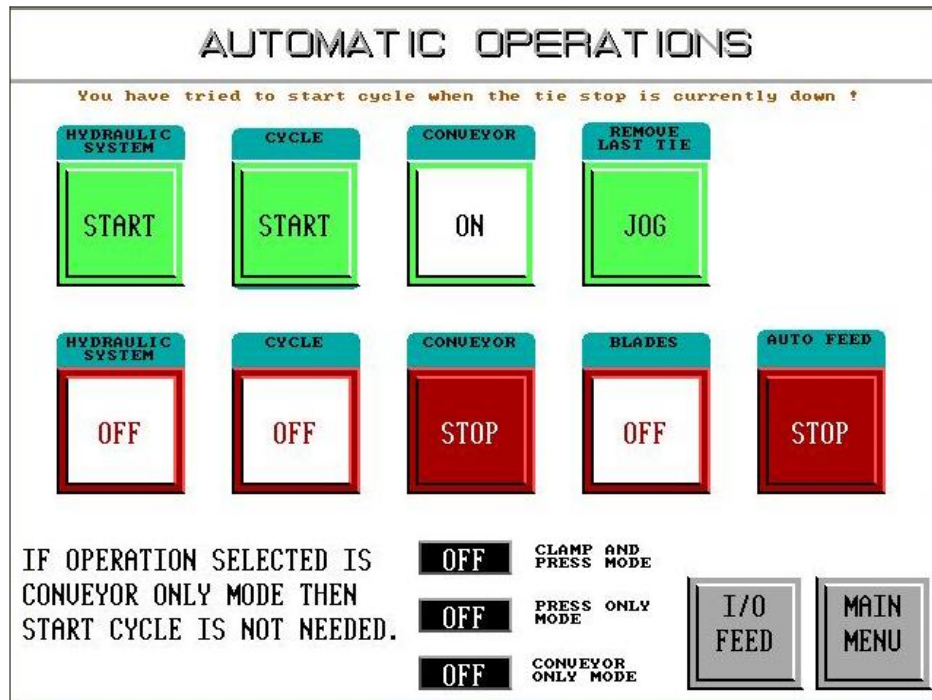 AUTOMATIC OPERATIONS
You have tried to start cycle when the tie stop is currently down !
HYDRAULIC
SYSTEM
START
CYCLE
START
CONVEYOR
ON
REMOVE
LAST TIE
JOG
HYDRAULIC
SYSTEM
OFF
CYCLE
OFF
CONVEYOR
STOP
BLADES
OFF
AUTO FEED
STOP
IF OPERATION SELECTED IS
CONVEYOR ONLY MODE THEN
START CYCLE IS NOT NEEDED.
OFF
CLAMP AND
PRESS MODE
OFF
PRESS ONLY
MODE
OFF
CONVEYOR
ONLY MODE
I/O
FEED
MAIN
MENU